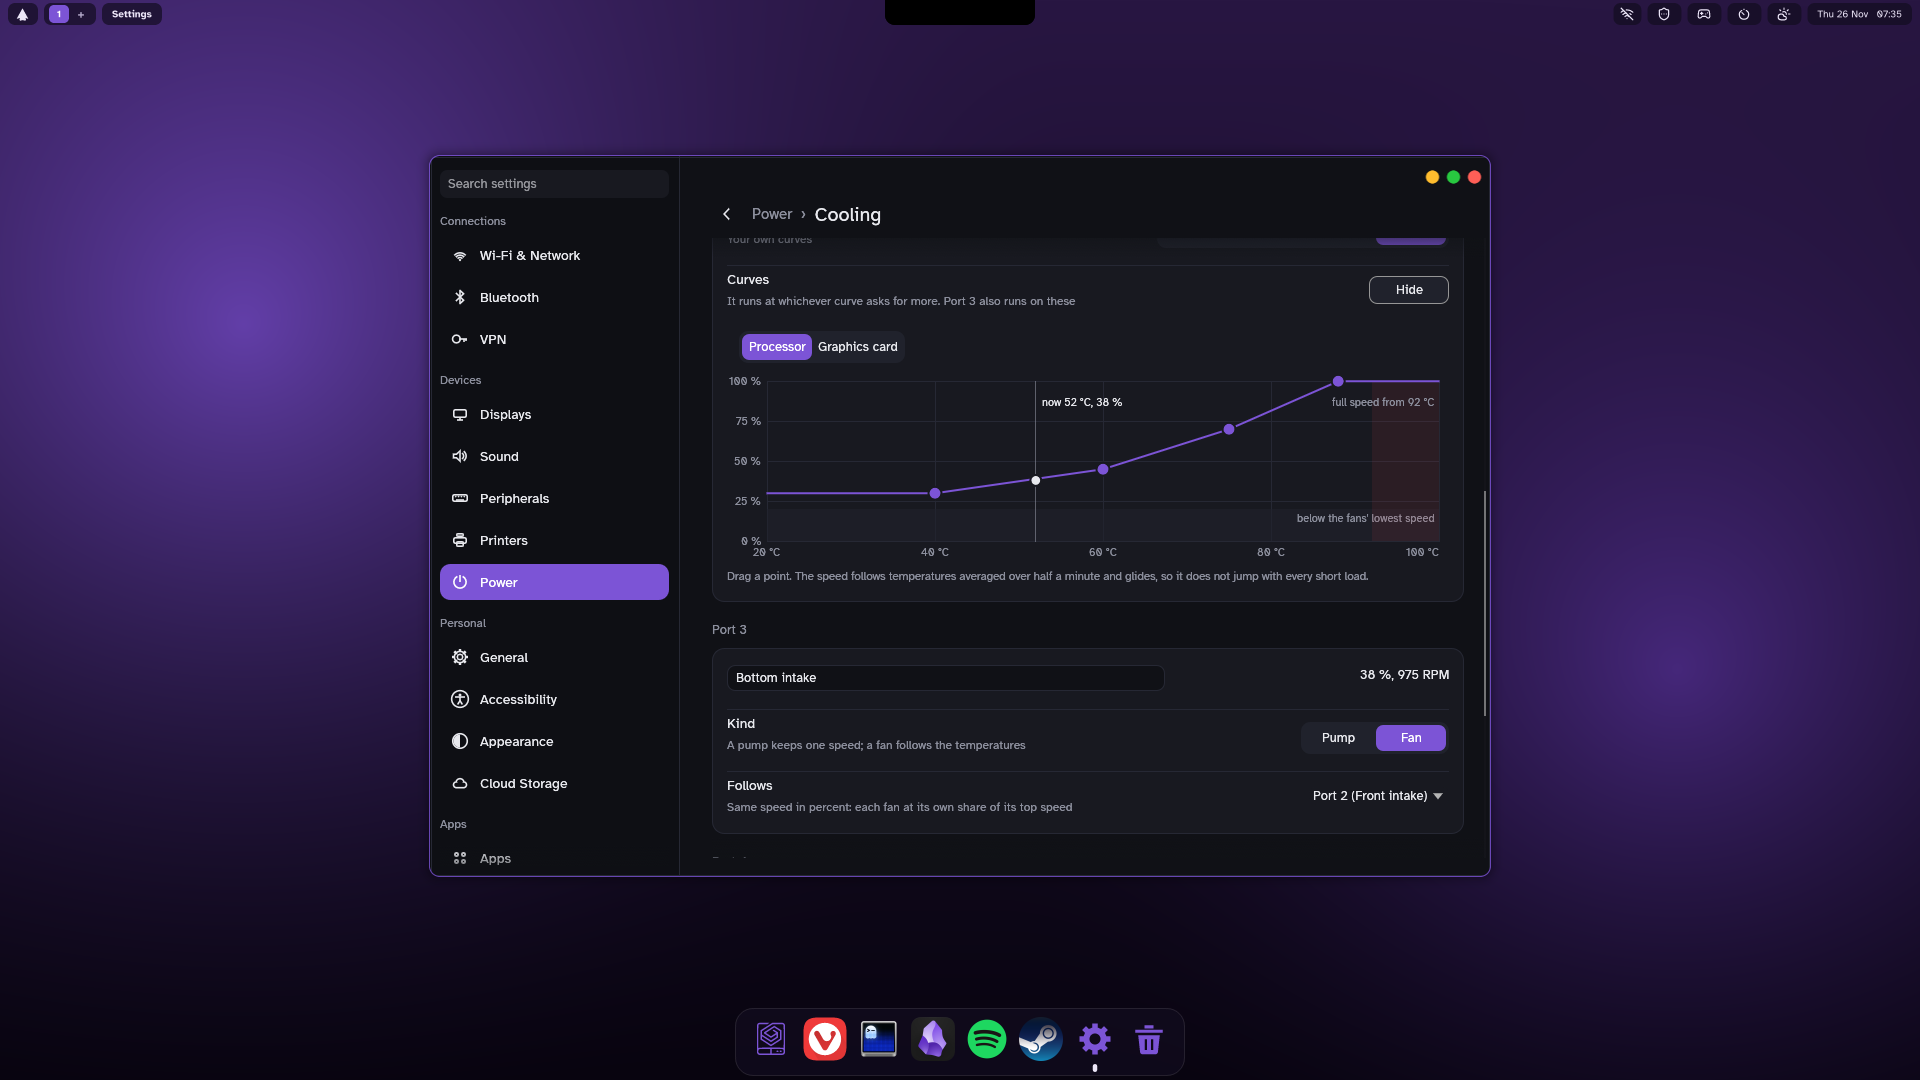 1
+
Settings
Thu 26 Nov 07:35
Search settings
Connections
Wi-Fi & Network
Bluetooth
VPN
Devices
Displays
Sound
Peripherals
Printers
Power
Personal
General
Accessibility
Appearance
Cloud Storage
Apps
Apps
Power › Cooling
Your own curves
Curves
It runs at whichever curve asks for more. Port 3 also runs on these
Hide
Processor
Graphics card
100 %
75 %
50 %
25 %
0 %
now 52 °C, 38 %
full speed from 92 °C
below the fans' lowest speed
20 °C
40 °C
60 °C
80 °C
100 °C
Drag a point. The speed follows temperatures averaged over half a minute and glides, so it does not jump with every short load.
Port 3
Bottom intake
38 %, 975 RPM
Kind
A pump keeps one speed; a fan follows the temperatures
Pump
Fan
Follows
Same speed in percent: each fan at its own share of its top speed
Port 2 (Front intake)